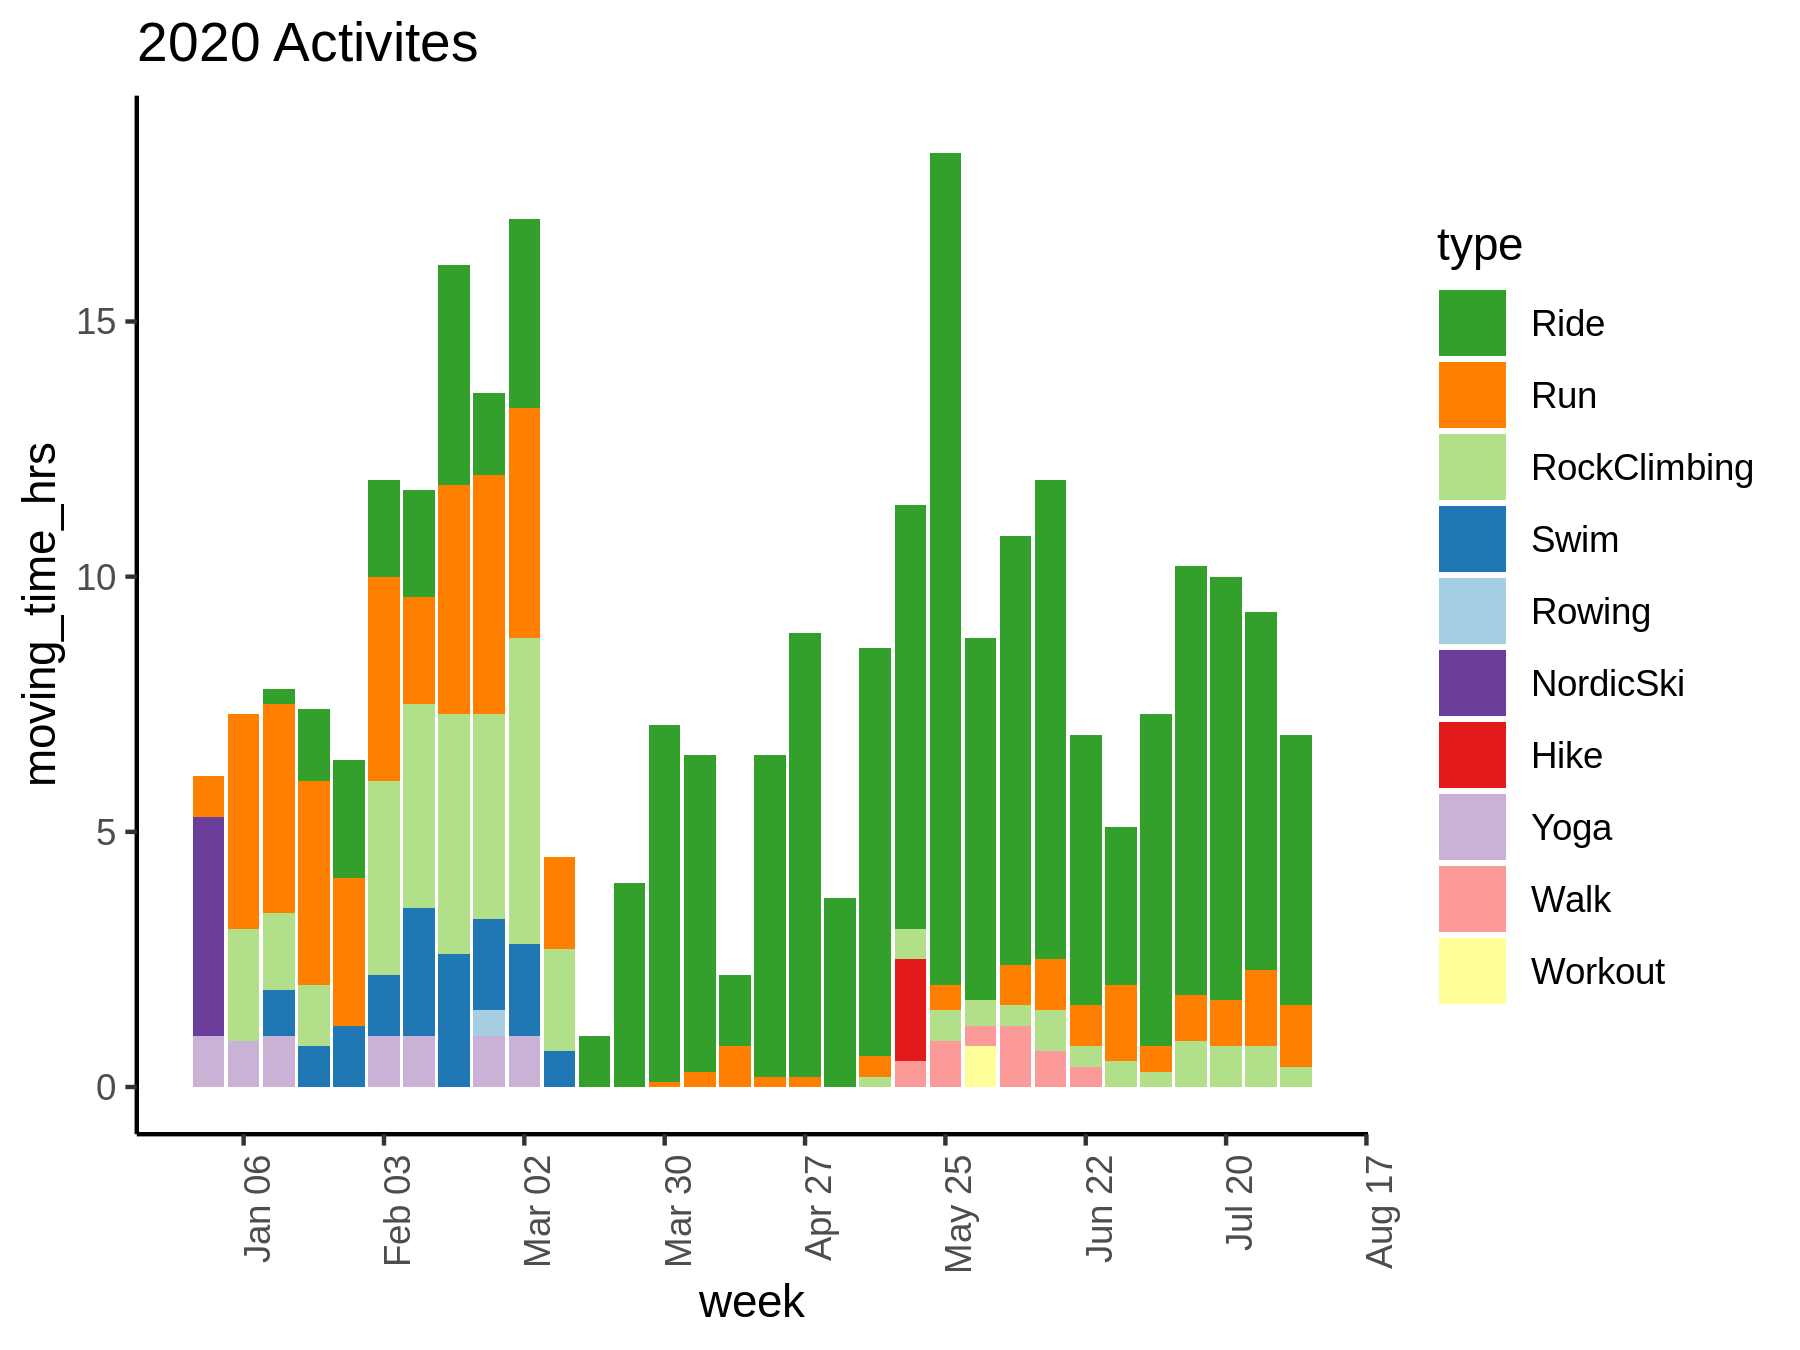 2020 Activites
moving_time_hrs
15
10
5
0
Jan 06
Feb 03
Mar 02
Mar 30
Apr 27
May 25
Jun 22
Jul 20
Aug 17
week
type
Ride
Run
RockClimbing
Swim
Rowing
NordicSki
Hike
Yoga
Walk
Workout